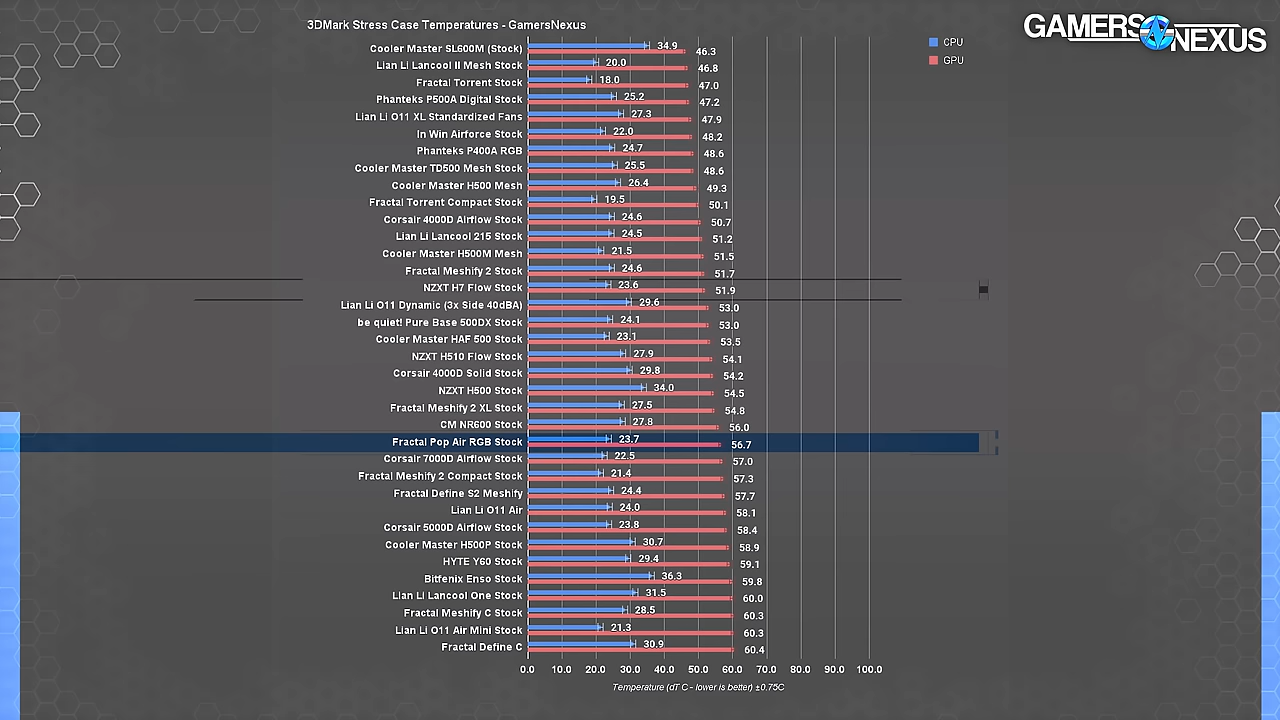 3DMark Stress Case Temperatures - GamersNexus
GAMERS NEXUS
CPU
GPU
Cooler Master SL600M (Stock) 34.9 46.3
Lian Li Lancool II Mesh Stock 20.0 46.8
Fractal Torrent Stock 18.0 47.0
Phanteks P500A Digital Stock 25.2 47.2
Lian Li O11 XL Standardized Fans 27.3 47.9
In Win Airforce Stock 22.0 48.2
Phanteks P400A RGB 24.7 48.6
Cooler Master TD500 Mesh Stock 25.5 48.6
Cooler Master H500 Mesh 26.4 49.3
Fractal Torrent Compact Stock 19.5 50.1
Corsair 4000D Airflow Stock 24.6 50.7
Lian Li Lancool 215 Stock 24.5 51.2
Cooler Master H500M Mesh 21.5 51.5
Fractal Meshify 2 Stock 24.6 51.7
NZXT H7 Flow Stock 23.6 51.9
Lian Li O11 Dynamic (3x Side 40dBA) 29.6 53.0
be quiet! Pure Base 500DX Stock 24.1 53.0
Cooler Master HAF 500 Stock 23.1 53.5
NZXT H510 Flow Stock 27.9 54.1
Corsair 4000D Solid Stock 29.8 54.2
NZXT H500 Stock 34.0 54.5
Fractal Meshify 2 XL Stock 27.5 54.8
CM NR600 Stock 27.8 56.0
Fractal Pop Air RGB Stock 23.7 56.7
Corsair 7000D Airflow Stock 22.5 57.0
Fractal Meshify 2 Compact Stock 21.4 57.3
Fractal Define S2 Meshify 24.4 57.7
Lian Li O11 Air 24.0 58.1
Corsair 5000D Airflow Stock 23.8 58.4
Cooler Master H500P Stock 30.7 58.9
HYTE Y60 Stock 29.4 59.1
Bitfenix Enso Stock 36.3 59.8
Lian Li Lancool One Stock 31.5 60.0
Fractal Meshify C Stock 28.5 60.3
Lian Li O11 Air Mini Stock 21.3 60.3
Fractal Define C 30.9 60.4
0.0 10.0 20.0 30.0 40.0 50.0 60.0 70.0 80.0 90.0 100.0
Temperature (dT C - lower is better) ±0.75C